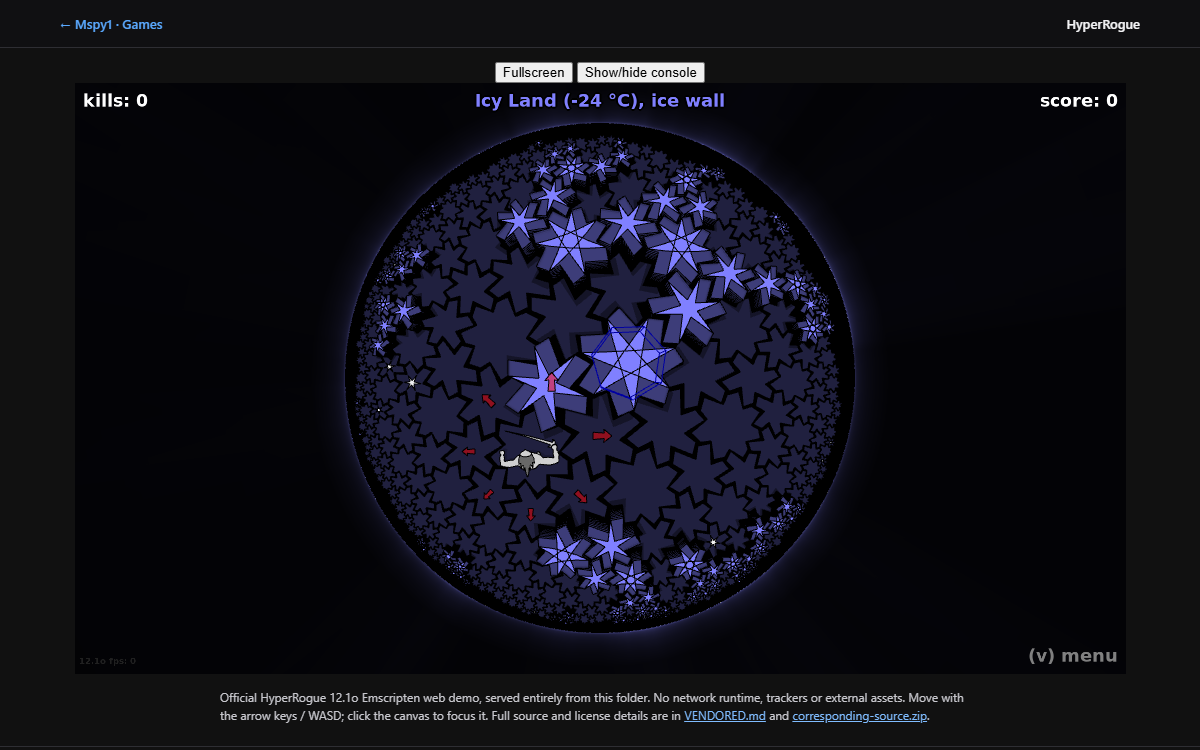 ← Mspy1 · Games
HyperRogue
Fullscreen
Show/hide console
kills: 0
Icy Land (-24 °C), ice wall
score: 0
12.1o fps: 0
(v) menu
Official HyperRogue 12.1o Emscripten web demo, served entirely from this folder. No network runtime, trackers or external assets. Move with
the arrow keys / WASD; click the canvas to focus it. Full source and license details are in VENDORED.md and corresponding-source.zip.